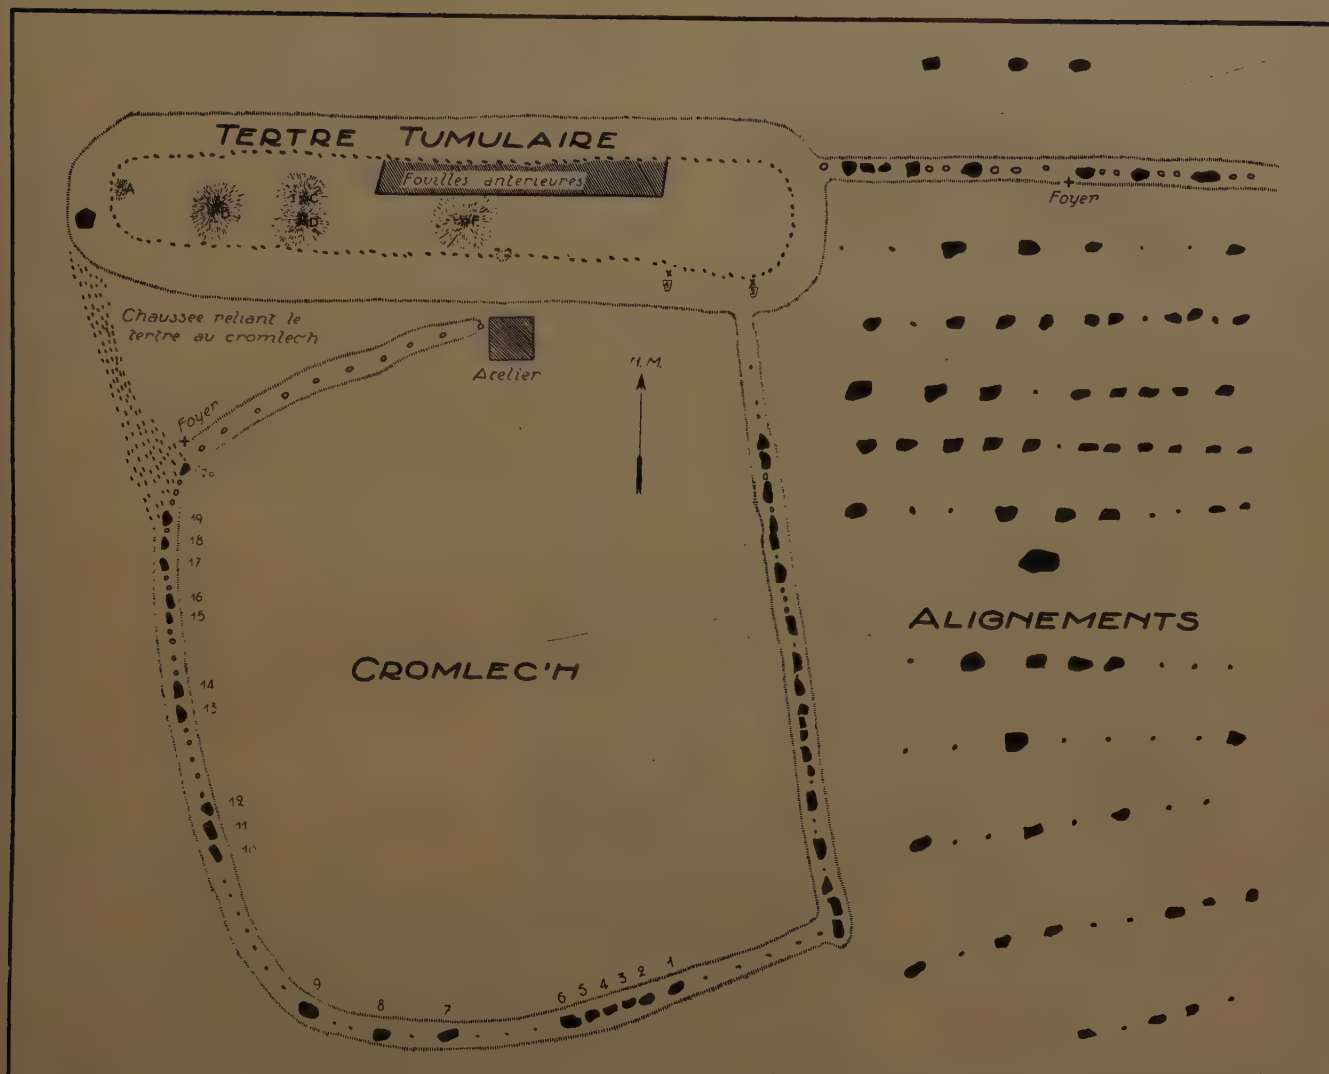 TERTRE TUMULAIRE
Fouilles antérieures
A
B
C
D
Foyer
Chaussée reliant le
tertre au cromlec'h
Atelier
N. M.
Foyer
20
19
18
17
16
15
14
13
12
11
10
CROMLEC'H
ALIGNEMENTS
9
8
7
6 5 4 3 2 1